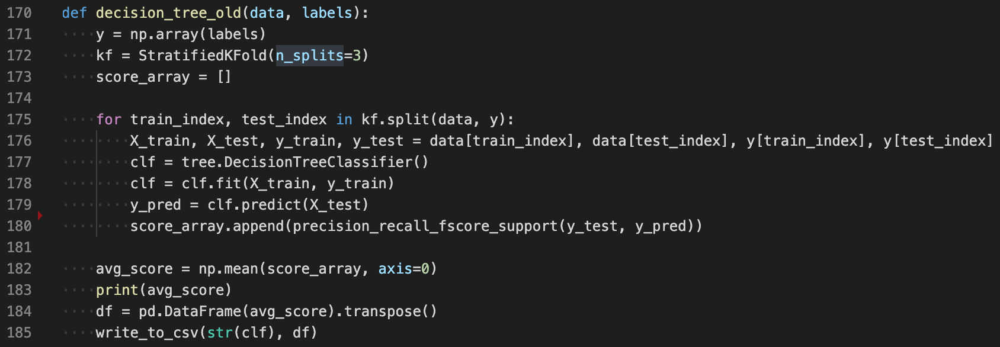 170 def decision_tree_old(data, labels):
171     y = np.array(labels)
172     kf = StratifiedKFold(n_splits=3)
173     score_array = []
174
175     for train_index, test_index in kf.split(data, y):
176         X_train, X_test, y_train, y_test = data[train_index], data[test_index], y[train_index], y[test_index]
177         clf = tree.DecisionTreeClassifier()
178         clf = clf.fit(X_train, y_train)
179         y_pred = clf.predict(X_test)
180         score_array.append(precision_recall_fscore_support(y_test, y_pred))
181
182     avg_score = np.mean(score_array, axis=0)
183     print(avg_score)
184     df = pd.DataFrame(avg_score).transpose()
185     write_to_csv(str(clf), df)